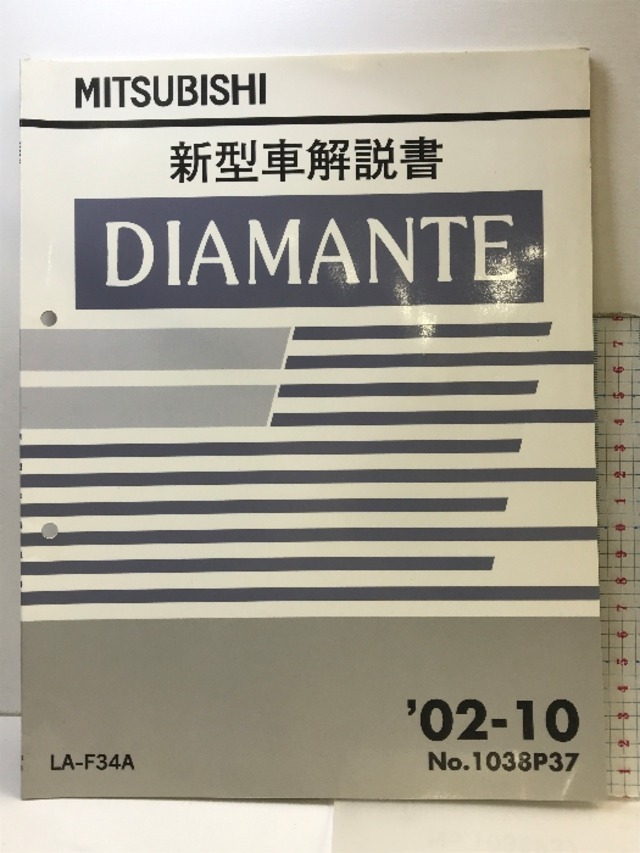 MITSUBISHI
新型車解説書
DIAMANTE
'02-10
LA-F34A
No.1038P37